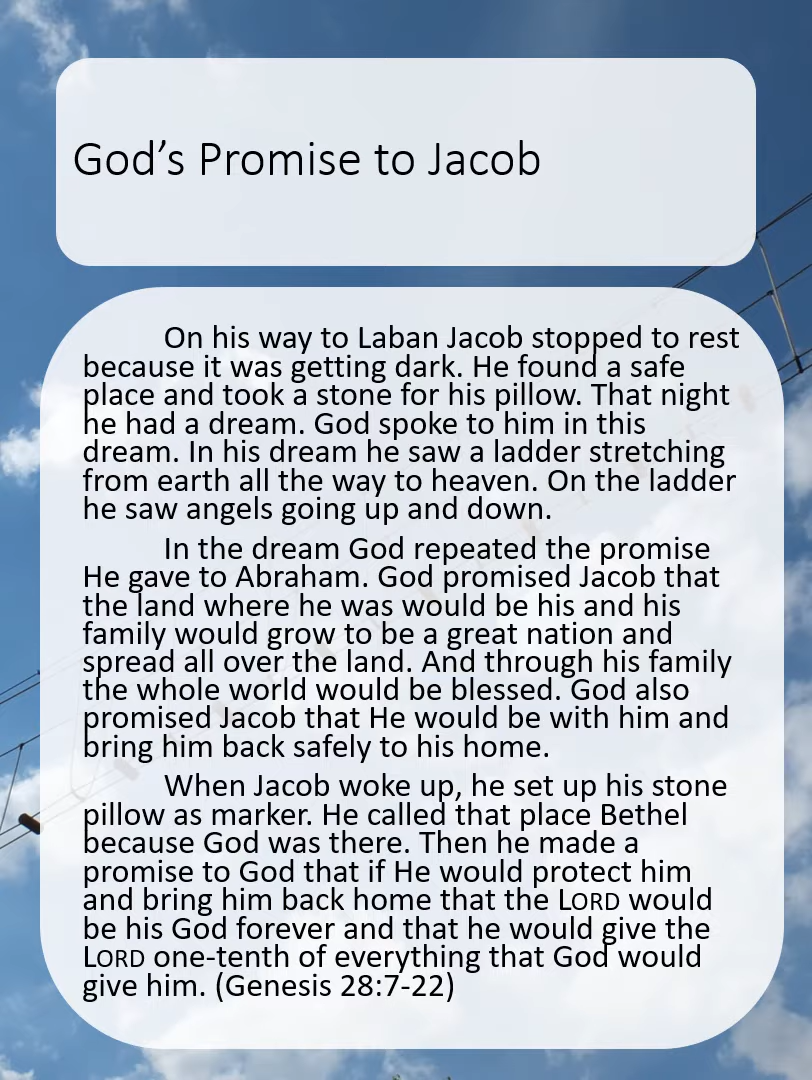 God’s Promise to Jacob
On his way to Laban Jacob stopped to rest
because it was getting dark. He found a safe
place and took a stone for his pillow. That night
he had a dream. God spoke to him in this
dream. In his dream he saw a ladder stretching
from earth all the way to heaven. On the ladder
he saw angels going up and down.
In the dream God repeated the promise
He gave to Abraham. God promised Jacob that
the land where he was would be his and his
family would grow to be a great nation and
spread all over the land. And through his family
the whole world would be blessed. God also
promised Jacob that He would be with him and
bring him back safely to his home.
When Jacob woke up, he set up his stone
pillow as marker. He called that place Bethel
because God was there. Then he made a
promise to God that if He would protect him
and bring him back home that the LORD would
be his God forever and that he would give the
LORD one-tenth of everything that God would
give him. (Genesis 28:7-22)